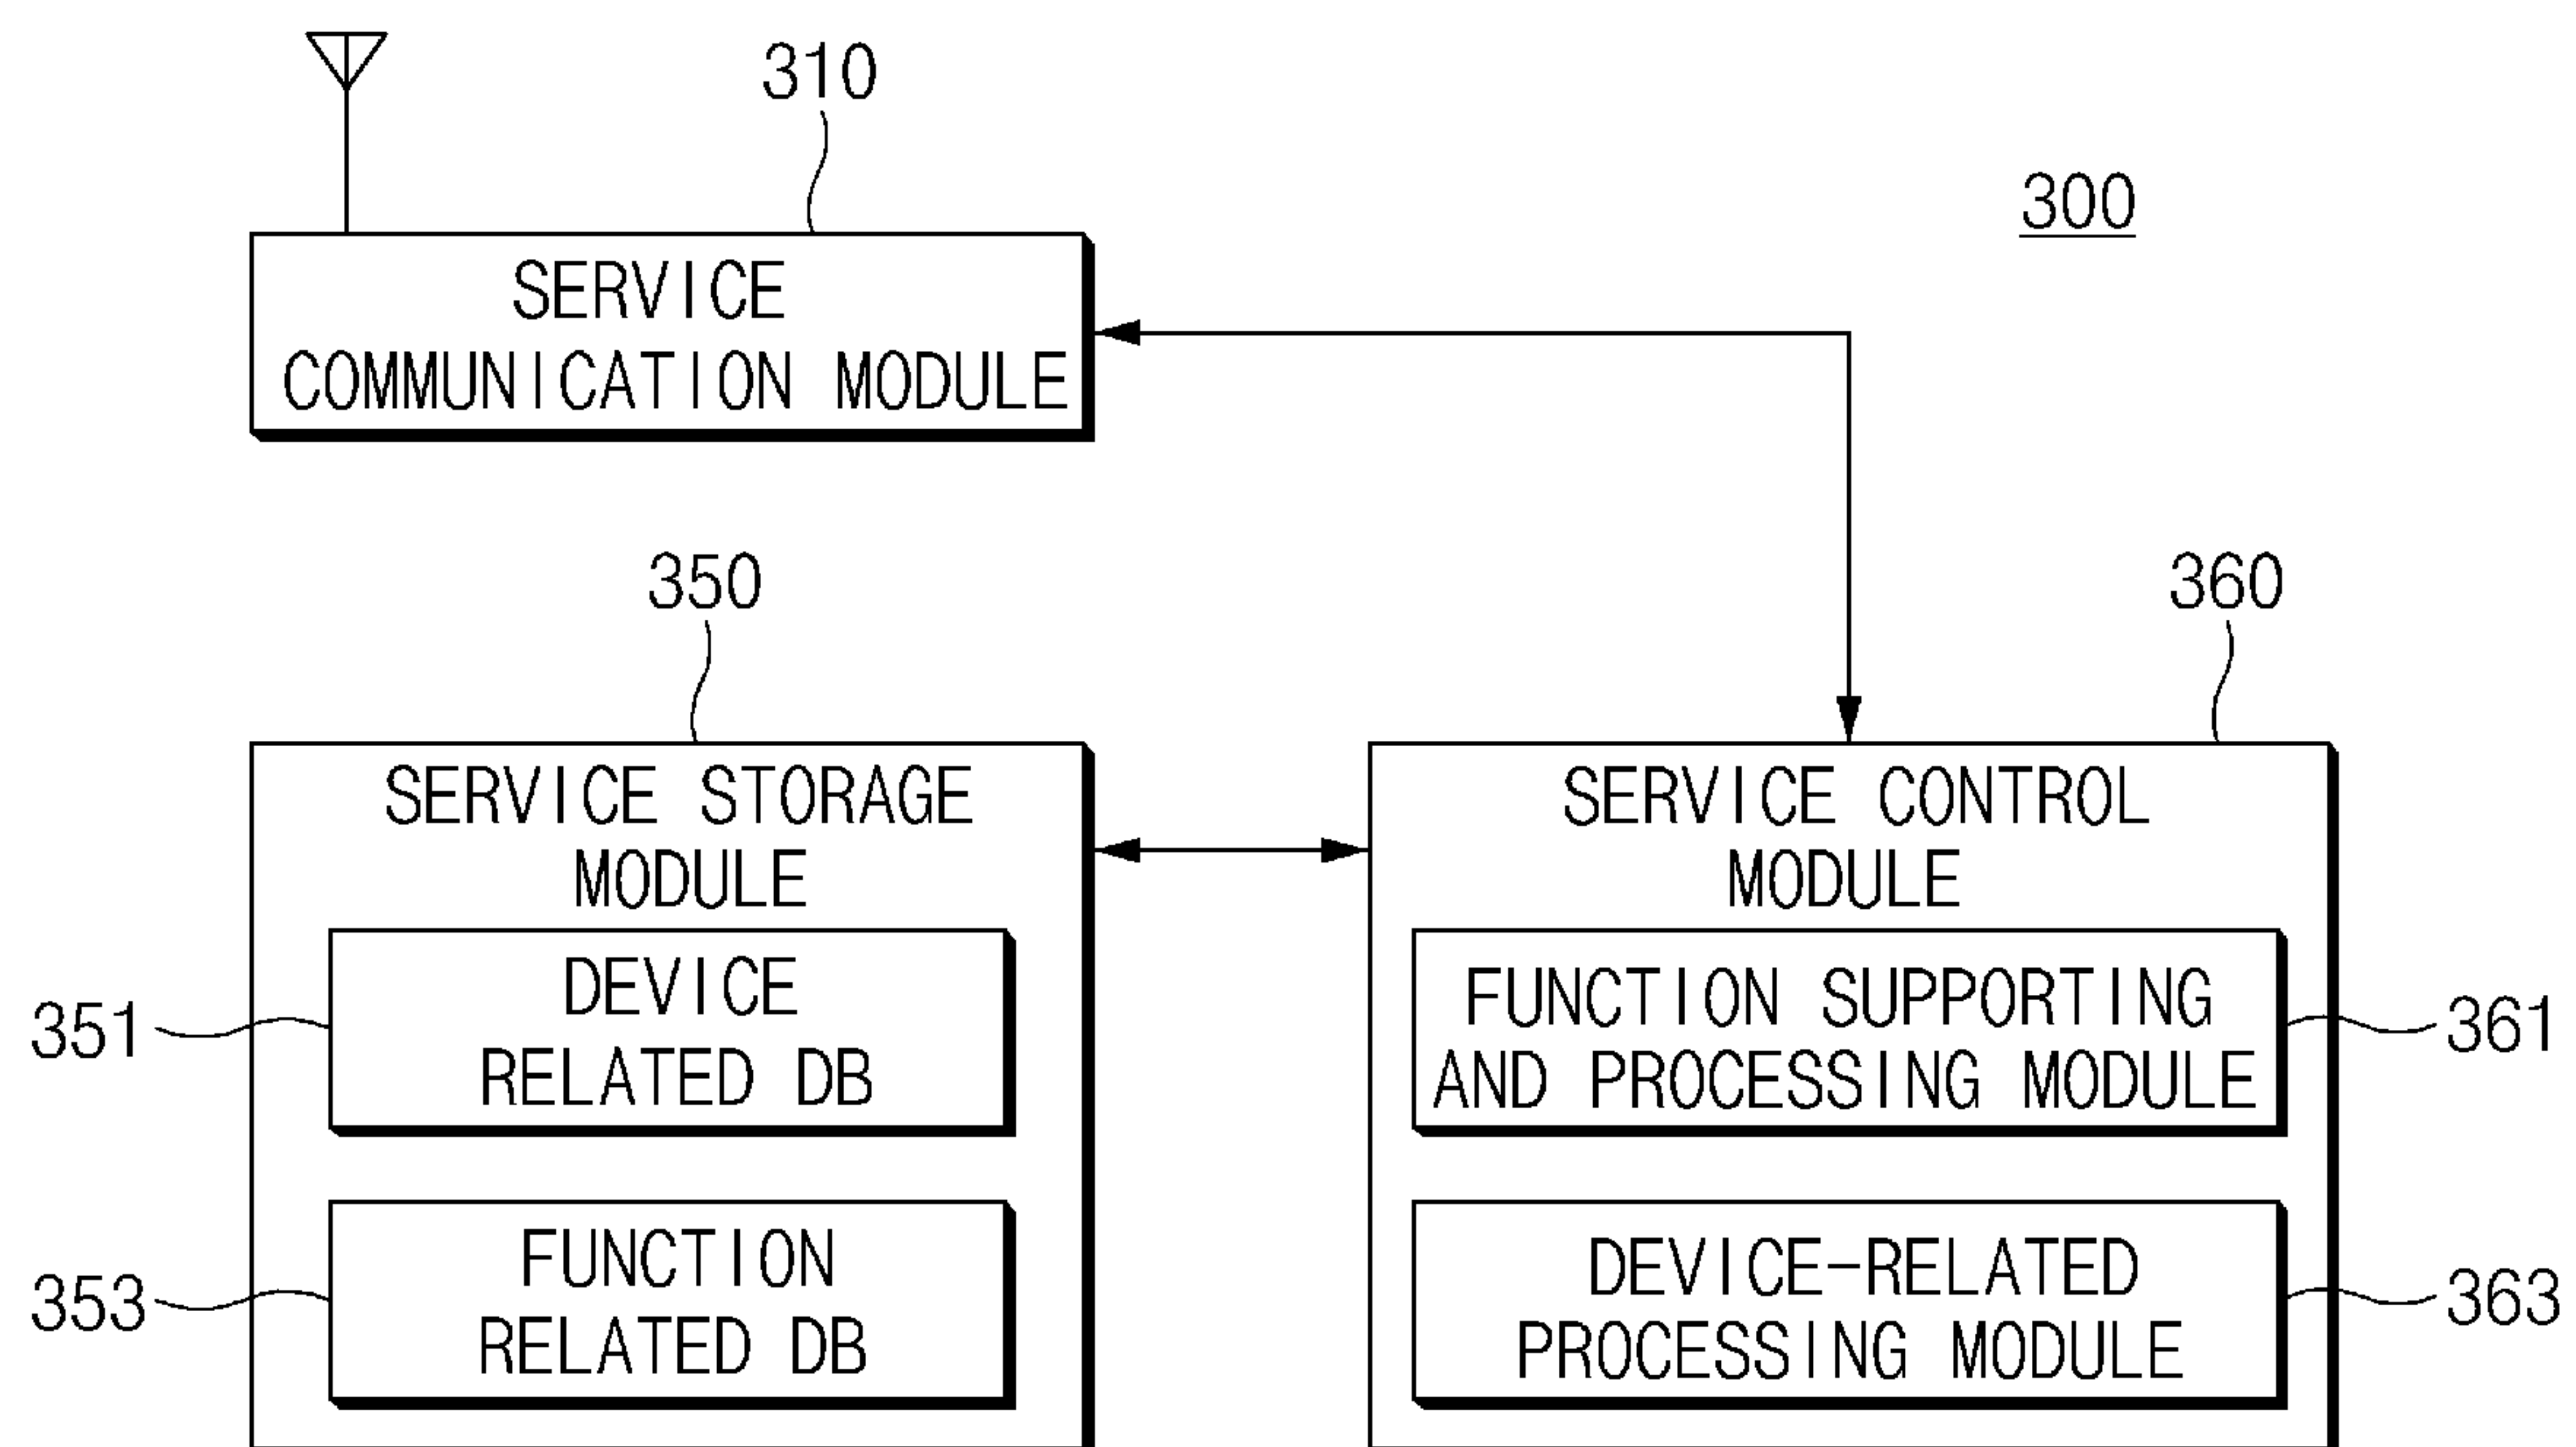 310
300
SERVICE
COMMUNICATION MODULE
350
360
SERVICE STORAGE
MODULE
SERVICE CONTROL
MODULE
351
DEVICE
RELATED DB
FUNCTION SUPPORTING
AND PROCESSING MODULE
361
353
FUNCTION
RELATED DB
DEVICE-RELATED
PROCESSING MODULE
363